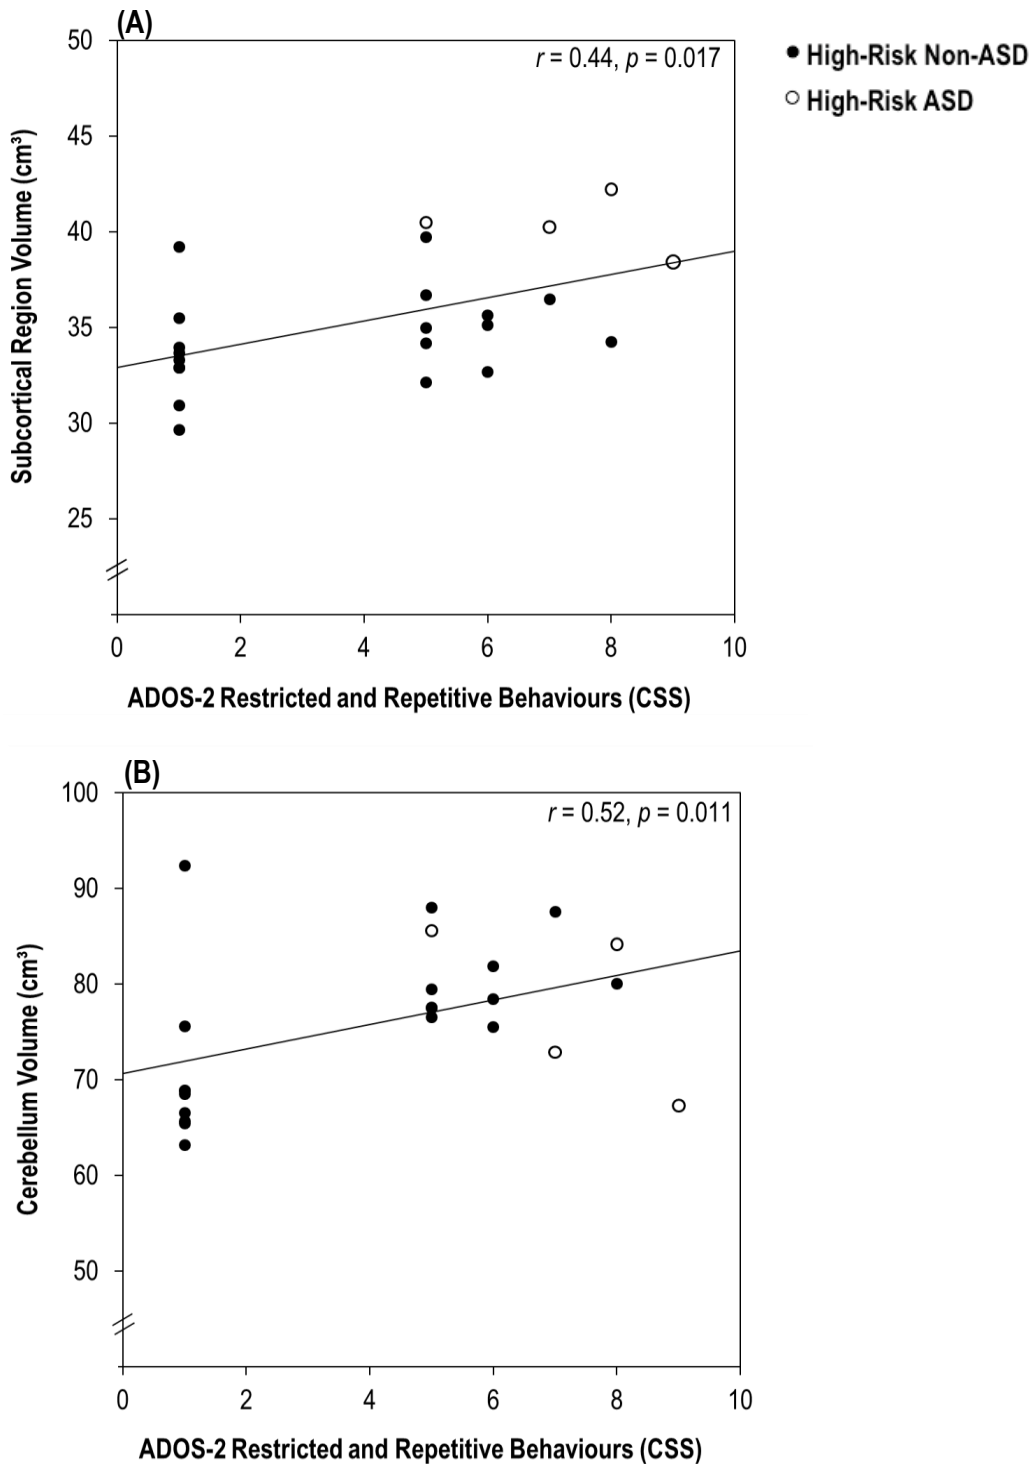 (A)
50
r = 0.44, p = 0.017
High-Risk Non-ASD
High-Risk ASD
45
40
35
30
25
Subcortical Region Volume (cm³)
0 2 4 6 8 10
ADOS-2 Restricted and Repetitive Behaviours (CSS)
(B)
100
r = 0.52, p = 0.011
90
80
70
60
50
Cerebellum Volume (cm³)
0 2 4 6 8 10
ADOS-2 Restricted and Repetitive Behaviours (CSS)